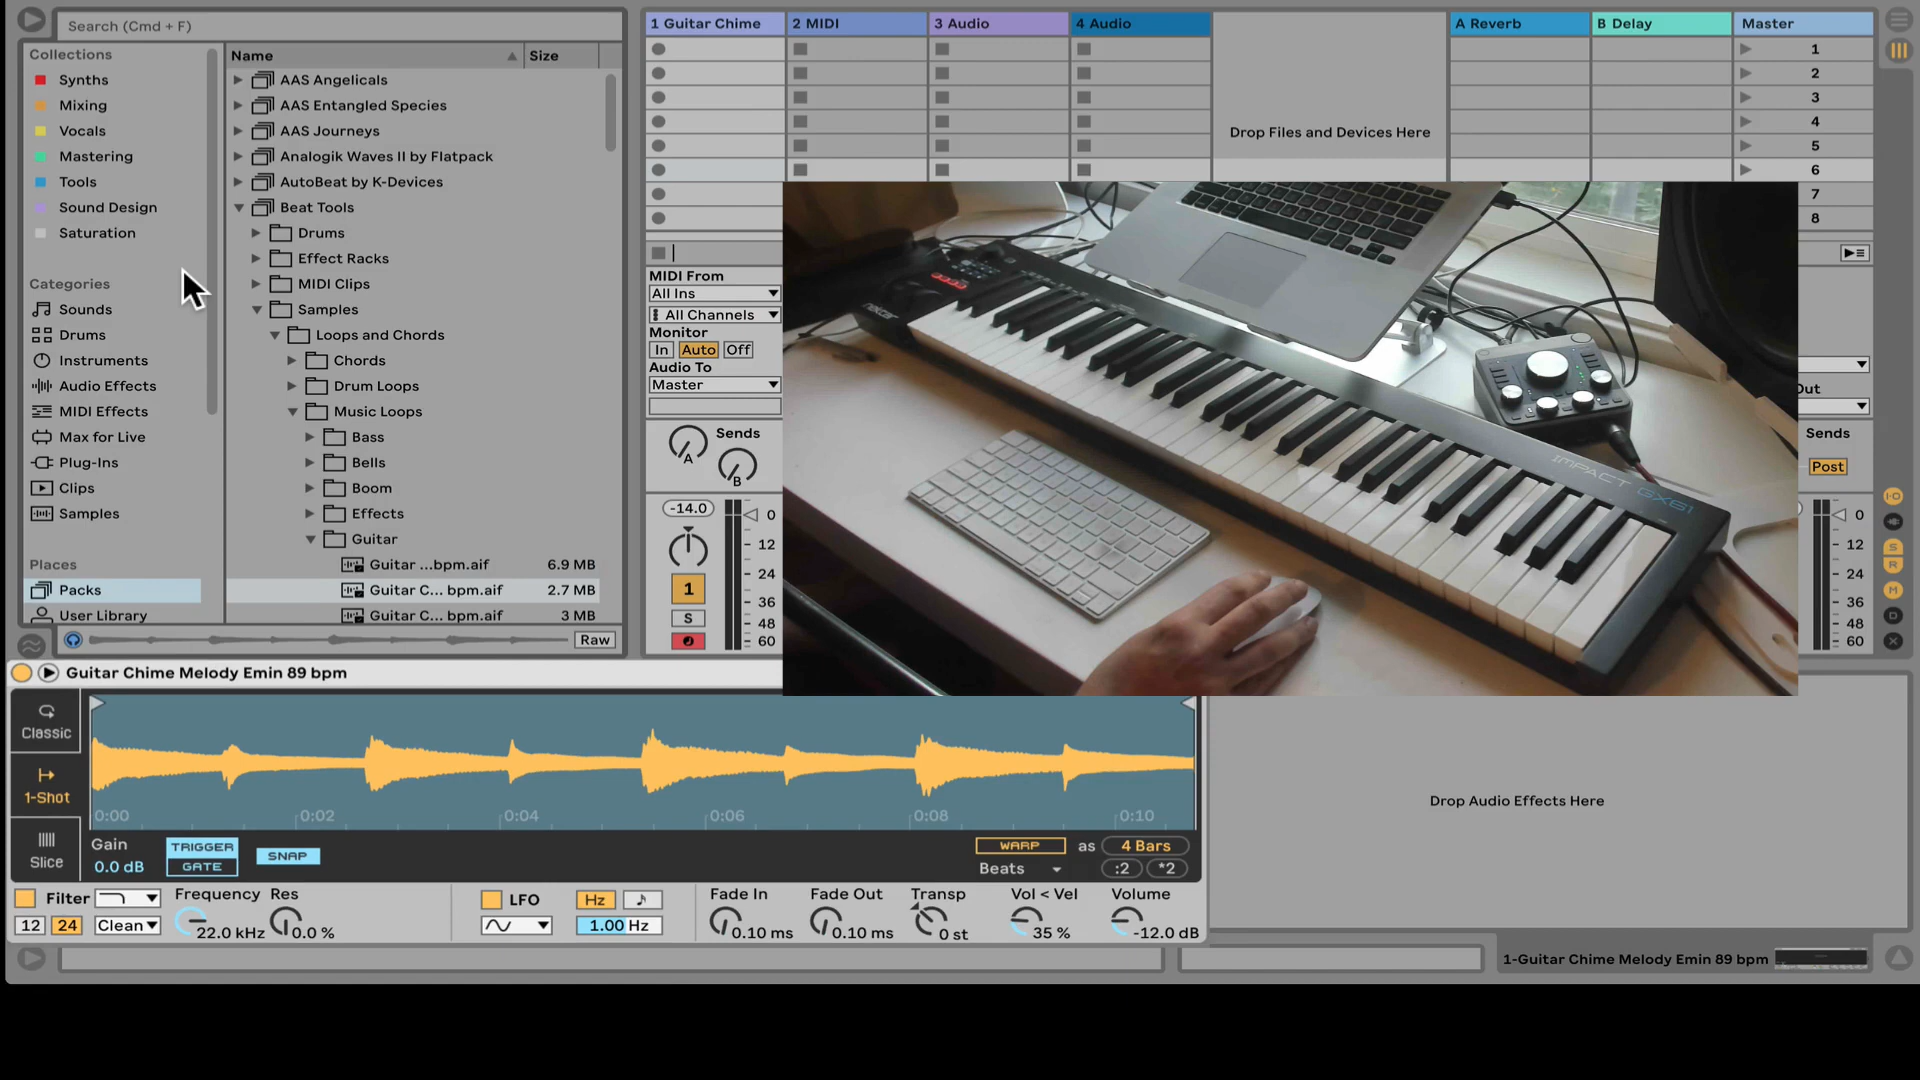 Search (Cmd + F)
Collections
Synths
Mixing
Vocals
Mastering
Tools
Sound Design
Saturation
Categories
Sounds
Drums
Instruments
Audio Effects
MIDI Effects
Max for Live
Plug-Ins
Clips
Samples
Places
Packs
User Library
Name Size
AAS Angelicals
AAS Entangled Species
AAS Journeys
Analogik Waves II by Flatpack
AutoBeat by K-Devices
Beat Tools
Drums
Effect Racks
MIDI Clips
Samples
Loops and Chords
Chords
Drum Loops
Music Loops
Bass
Bells
Boom
Effects
Guitar
Guitar ...bpm.aif 6.9 MB
Guitar C... bpm.aif 2.7 MB
Guitar C... bpm.aif 3 MB
Raw
1 Guitar Chime 2 MIDI 3 Audio 4 Audio A Reverb B Delay Master
1
2
3
4
5
6
7
8
Drop Files and Devices Here
MIDI From
All Ins
All Channels
Monitor
In Auto Off
Audio To
Master
Sends
A
B
-14.0
0
12
24
36
48
60
1
S
nektar
IMPACT GX61
Out
Sends
Post
0
12
24
36
48
60
I·O
S
R
M
D
X
Guitar Chime Melody Emin 89 bpm
Classic
1-Shot
Slice
0:00 0:02 0:04 0:06 0:08 0:10
Gain
0.0 dB
TRIGGER
GATE
SNAP
WARP as 4 Bars
Beats :2 *2
Filter Frequency Res
12 24 Clean 22.0 kHz 0.0 %
LFO Hz
1.00 Hz
Fade In Fade Out Transp Vol < Vel Volume
0.10 ms 0.10 ms 0 st 35 % -12.0 dB
Drop Audio Effects Here
1-Guitar Chime Melody Emin 89 bpm